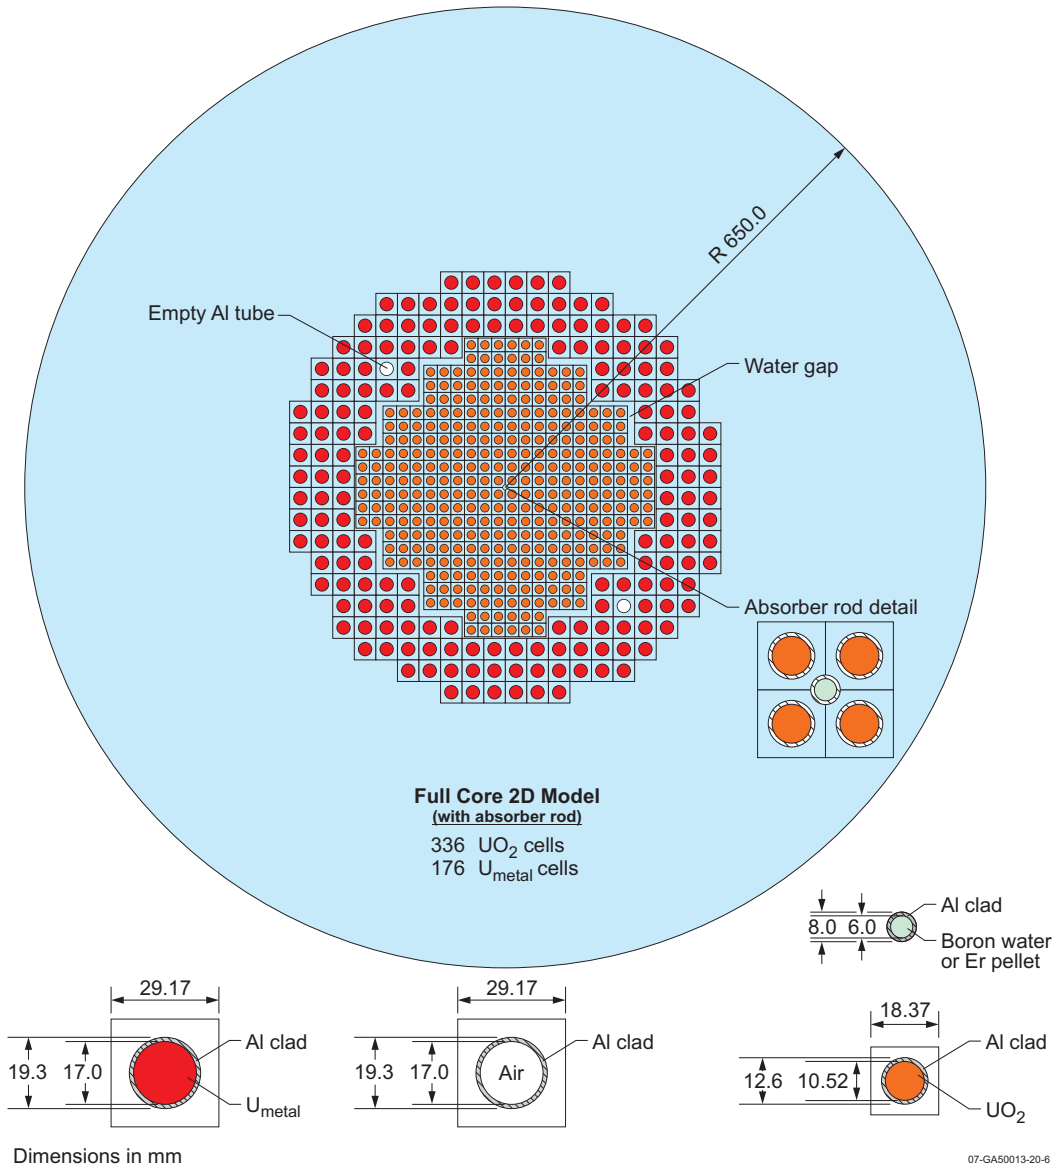 R 650.0
Empty Al tube
Water gap
Absorber rod detail
Full Core 2D Model
(with absorber rod)
336 UO2 cells
176 Umetal cells
8.0 6.0
Al clad
Boron water
or Er pellet
29.17
19.3 17.0
Al clad
Umetal
29.17
19.3 17.0
Air
Al clad
18.37
12.6 10.52
Al clad
UO2
Dimensions in mm
07-GA50013-20-6